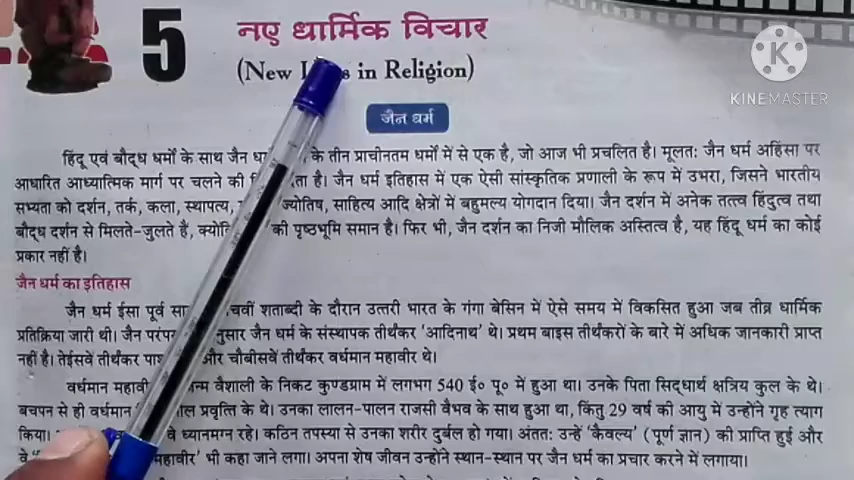 5
नए धार्मिक विचार
(New in Religion)
KINEMASTER
जैन धर्म
हिंदू एवं बौद्ध धर्मों के साथ जैन के तीन प्राचीनतम धर्मों में से एक है, जो आज भी प्रचलित है। मूलतः जैन धर्म अहिंसा पर
आधारित आध्यात्मिक मार्ग पर चलने की है। जैन धर्म इतिहास में एक ऐसी सांस्कृतिक प्रणाली के रूप में उभरा, जिसने भारतीय
सभ्यता को दर्शन, तर्क, कला, स्थापत्य, ज्योतिष, साहित्य आदि क्षेत्रों में बहुमल्य योगदान दिया। जैन दर्शन में अनेक तत्त्व हिंदुत्व तथा
बौद्ध दर्शन से मिलते-जुलते हैं, की पृष्ठभूमि समान है। फिर भी, जैन दर्शन का निजी मौलिक अस्तित्व है, यह हिंदू धर्म का कोई
प्रकार नहीं है।
जैन धर्म का इतिहास
जैन धर्म ईसा पूर्व शताब्दी के दौरान उत्तरी भारत के गंगा बेसिन में ऐसे समय में विकसित हुआ जब तीव्र धार्मिक
प्रतिक्रिया जारी थी। जैन जैन धर्म के संस्थापक तीर्थंकर 'आदिनाथ' थे। प्रथम बाइस तीर्थंकरों के बारे में अधिक जानकारी प्राप्त
नहीं है। तेईसवें तीर्थंकर और चौबीसवें तीर्थंकर वर्धमान महावीर थे।
वर्धमान वैशाली के निकट कुण्डग्राम में लगभग 540 ई० पू० में हुआ था। उनके पिता सिद्धार्थ क्षत्रिय कुल के थे।
बचपन से ही वर्धमान प्रवृत्ति के थे। उनका लालन-पालन राजसी वैभव के साथ हुआ था, किंतु 29 वर्ष की आयु में उन्होंने गृह त्याग
किया। वे ध्यानमग्न रहे। कठिन तपस्या से उनका शरीर दुर्बल हो गया। अंततः उन्हें 'कैवल्य' (पूर्ण ज्ञान) की प्राप्ति हुई और
वे महावीर' भी कहा जाने लगा। अपना शेष जीवन उन्होंने स्थान-स्थान पर जैन धर्म का प्रचार करने में लगाया।